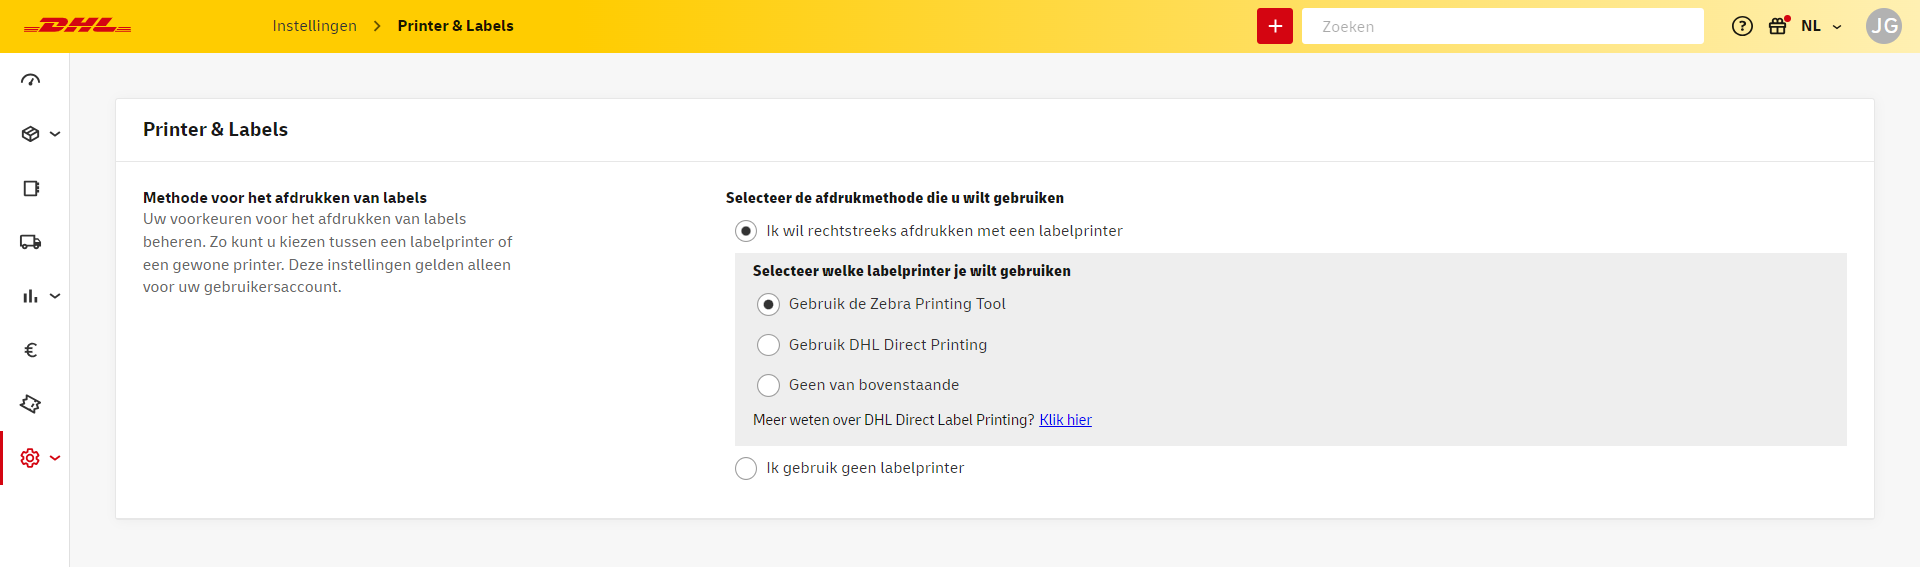 DHL
Instellingen > Printer & Labels
+
Zoeken
?
NL
JG
Printer & Labels
Methode voor het afdrukken van labels
Uw voorkeuren voor het afdrukken van labels
beheren. Zo kunt u kiezen tussen een labelprinter of
een gewone printer. Deze instellingen gelden alleen
voor uw gebruikersaccount.
Selecteer de afdrukmethode die u wilt gebruiken
Ik wil rechtstreeks afdrukken met een labelprinter
Selecteer welke labelprinter je wilt gebruiken
Gebruik de Zebra Printing Tool
Gebruik DHL Direct Printing
Geen van bovenstaande
Meer weten over DHL Direct Label Printing? Klik hier
Ik gebruik geen labelprinter
€